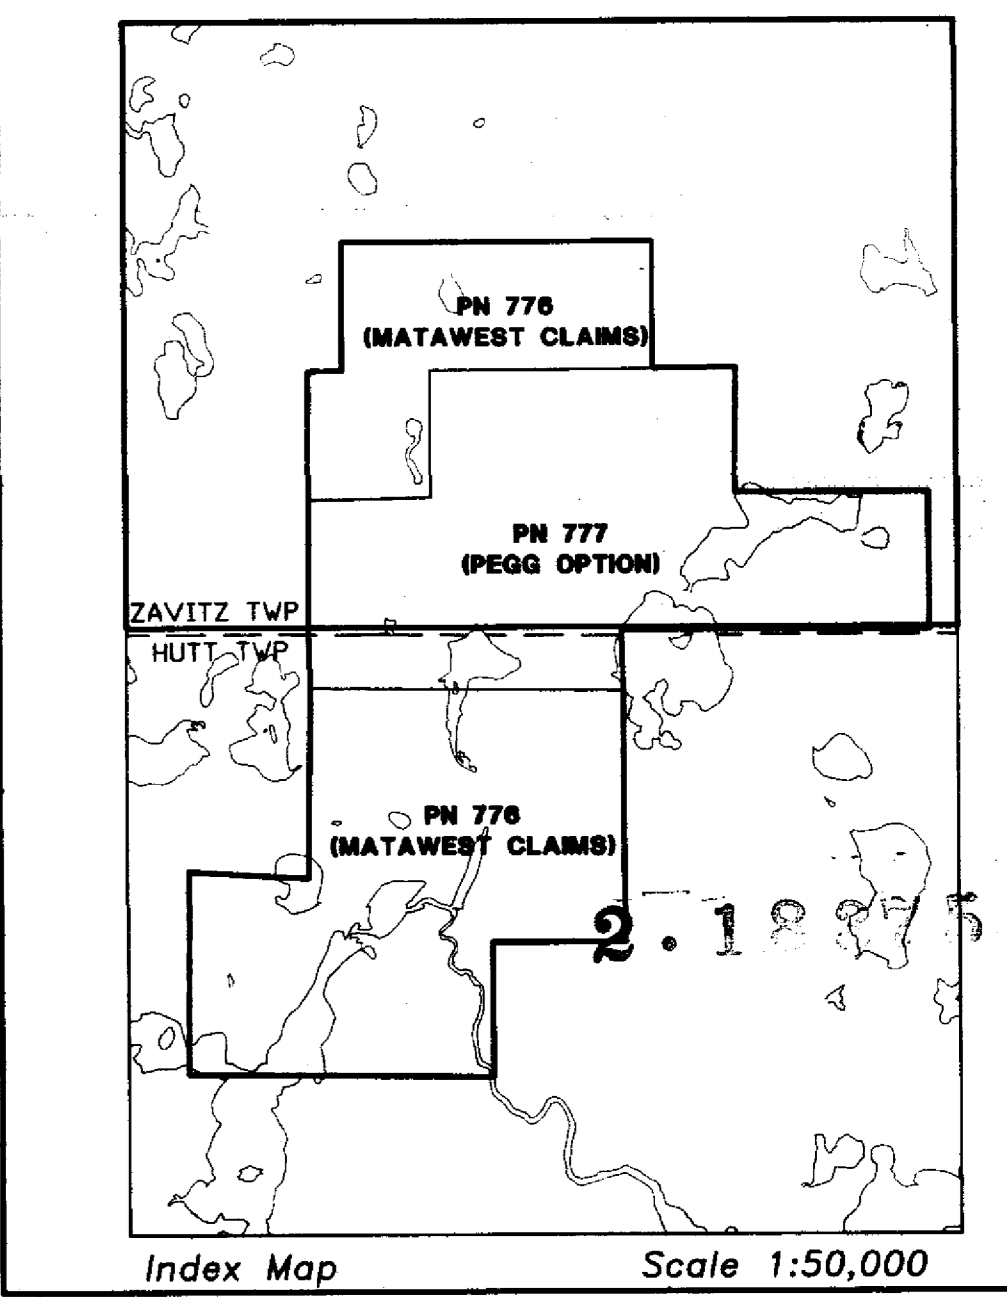 PN 776
(MATAWEST CLAIMS)
PN 777
(PEGG OPTION)
ZAVITZ TWP
HUTT TWP
PN 776
(MATAWEST CLAIMS)
2.18875
Index Map
Scale 1:50,000